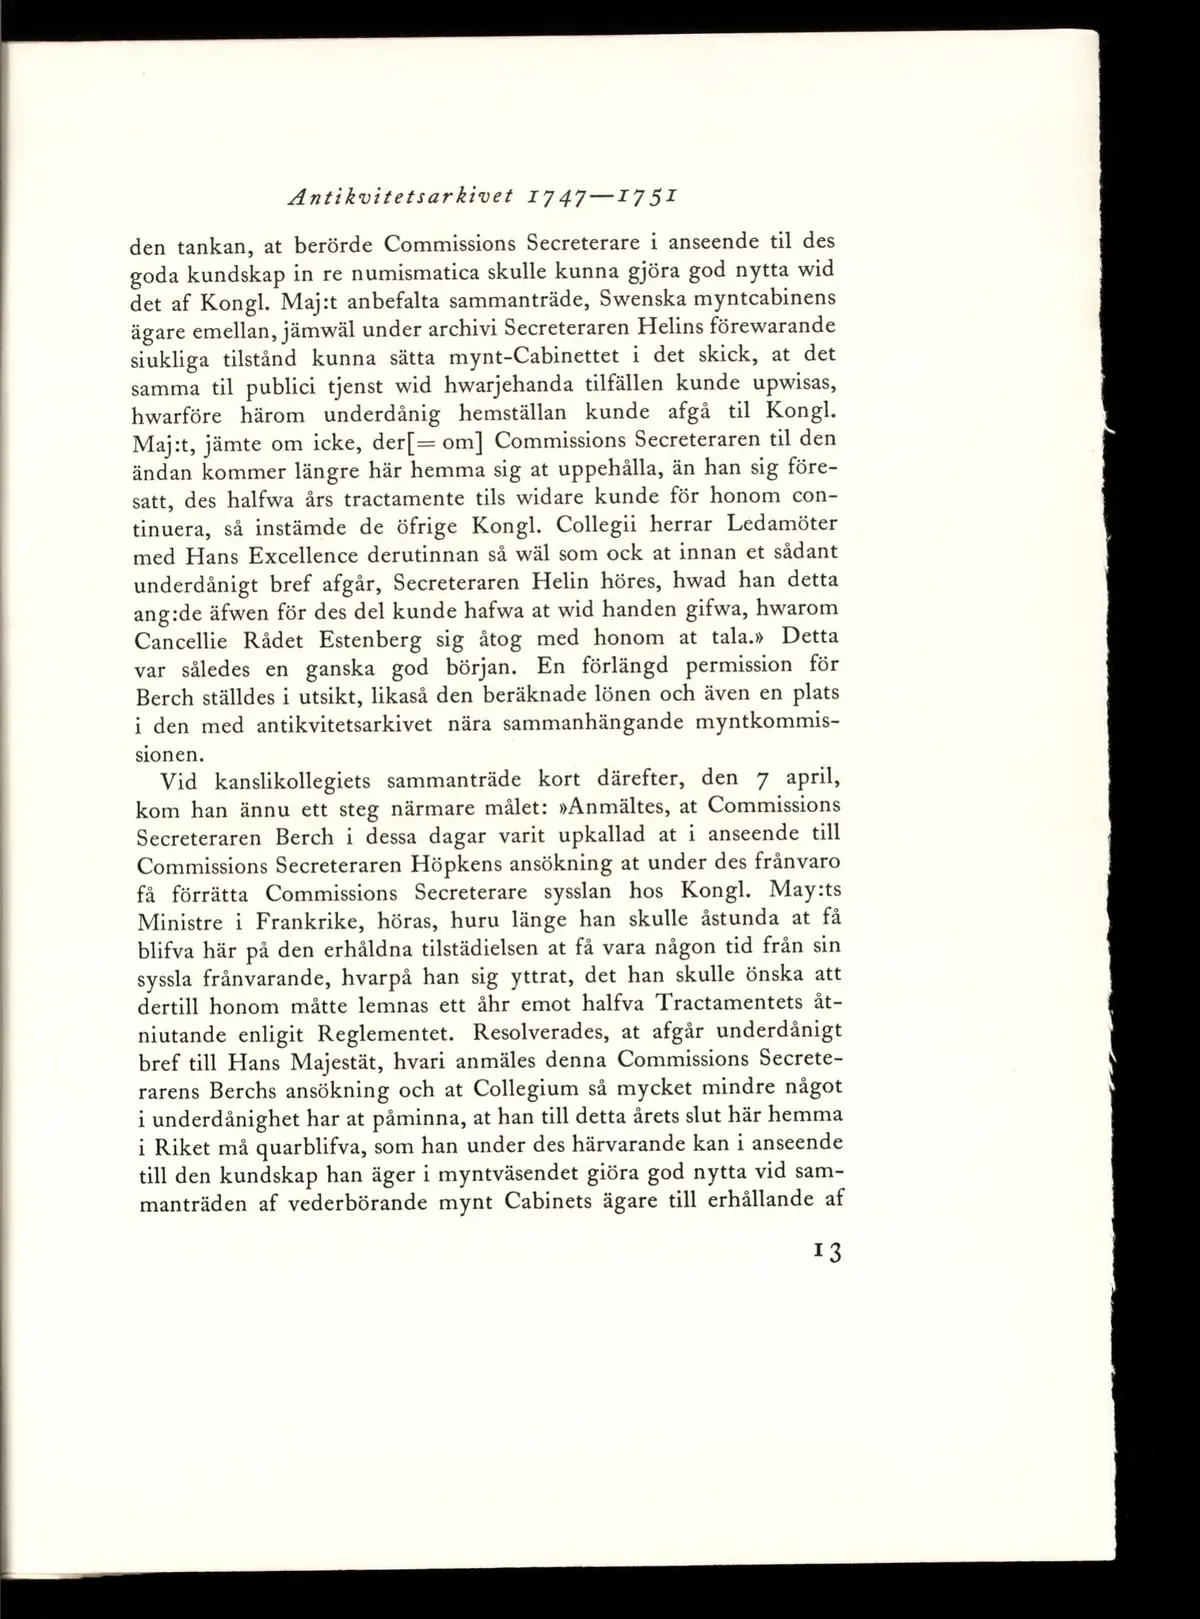 Antikvitetsarkivet 1747—1751
den tankan, at berörde Commissions Secreterare i anseende til des
goda kundskap in re numismatica skulle kunna gjöra god nytta wid
det af Kongl. Maj:t anbefalta sammanträde, Swenska myntcabinens
ägare emellan, jämwäl under archivi Secreteraren Helins förewarande
siukliga tilstånd kunna sätta mynt-Cabinettet i det skick, at det
samma til publici tjenst wid hwarjehanda tilfällen kunde upwisas,
hwarföre härom underdånig hemställan kunde afgå til Kongl.
Maj:t, jämte om icke, der[= om] Commissions Secreteraren til den
ändan kommer längre här hemma sig at uppehålla, än han sig före-
satt, des halfwa års tractamente tils widare kunde för honom con-
tinuera, så instämde de öfrige Kongl. Collegii herrar Ledamöter
med Hans Excellence derutinnan så wäl som ock at innan et sådant
underdånigt bref afgår, Secreteraren Helin höres, hwad han detta
ang:de äfwen för des del kunde hafwa at wid handen gifwa, hwarom
Cancellie Rådet Estenberg sig åtog med honom at tala.» Detta
var således en ganska god början. En förlängd permission för
Berch ställdes i utsikt, likaså den beräknade lönen och även en plats
i den med antikvitetsarkivet nära sammanhängande myntkommis-
sionen.
Vid kanslikollegiets sammanträde kort därefter, den 7 april,
kom han ännu ett steg närmare målet: »Anmältes, at Commissions
Secreteraren Berch i dessa dagar varit upkallad at i anseende till
Commissions Secreteraren Höpkens ansökning at under des frånvaro
få förrätta Commissions Secreterare sysslan hos Kongl. May:ts
Ministre i Frankrike, höras, huru länge han skulle åstunda at få
blifva här på den erhåldna tilstädielsen at få vara någon tid från sin
syssla frånvarande, hvarpå han sig yttrat, det han skulle önska att
dertill honom måtte lemnas ett åhr emot halfva Tractamentets åt-
niutande enligit Reglementet. Resolverades, at afgår underdånigt
bref till Hans Majestät, hvari anmäles denna Commissions Secrete-
rarens Berchs ansökning och at Collegium så mycket mindre något
i underdånighet har at påminna, at han till detta årets slut här hemma
i Riket må quarblifva, som han under des härvarande kan i anseende
till den kundskap han äger i myntväsendet giöra god nytta vid sam-
manträden af vederbörande mynt Cabinets ägare till erhållande af
13